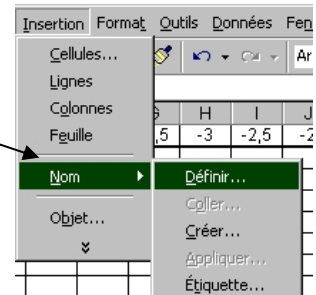 Insertion Format Outils Données Fen
Cellules... Ar
Lignes
Colonnes G H I J
Feuille ,5 -3 -2,5 -2
Nom Définir...
Coller...
Objet... Créer...
Appliquer...
Étiquette...